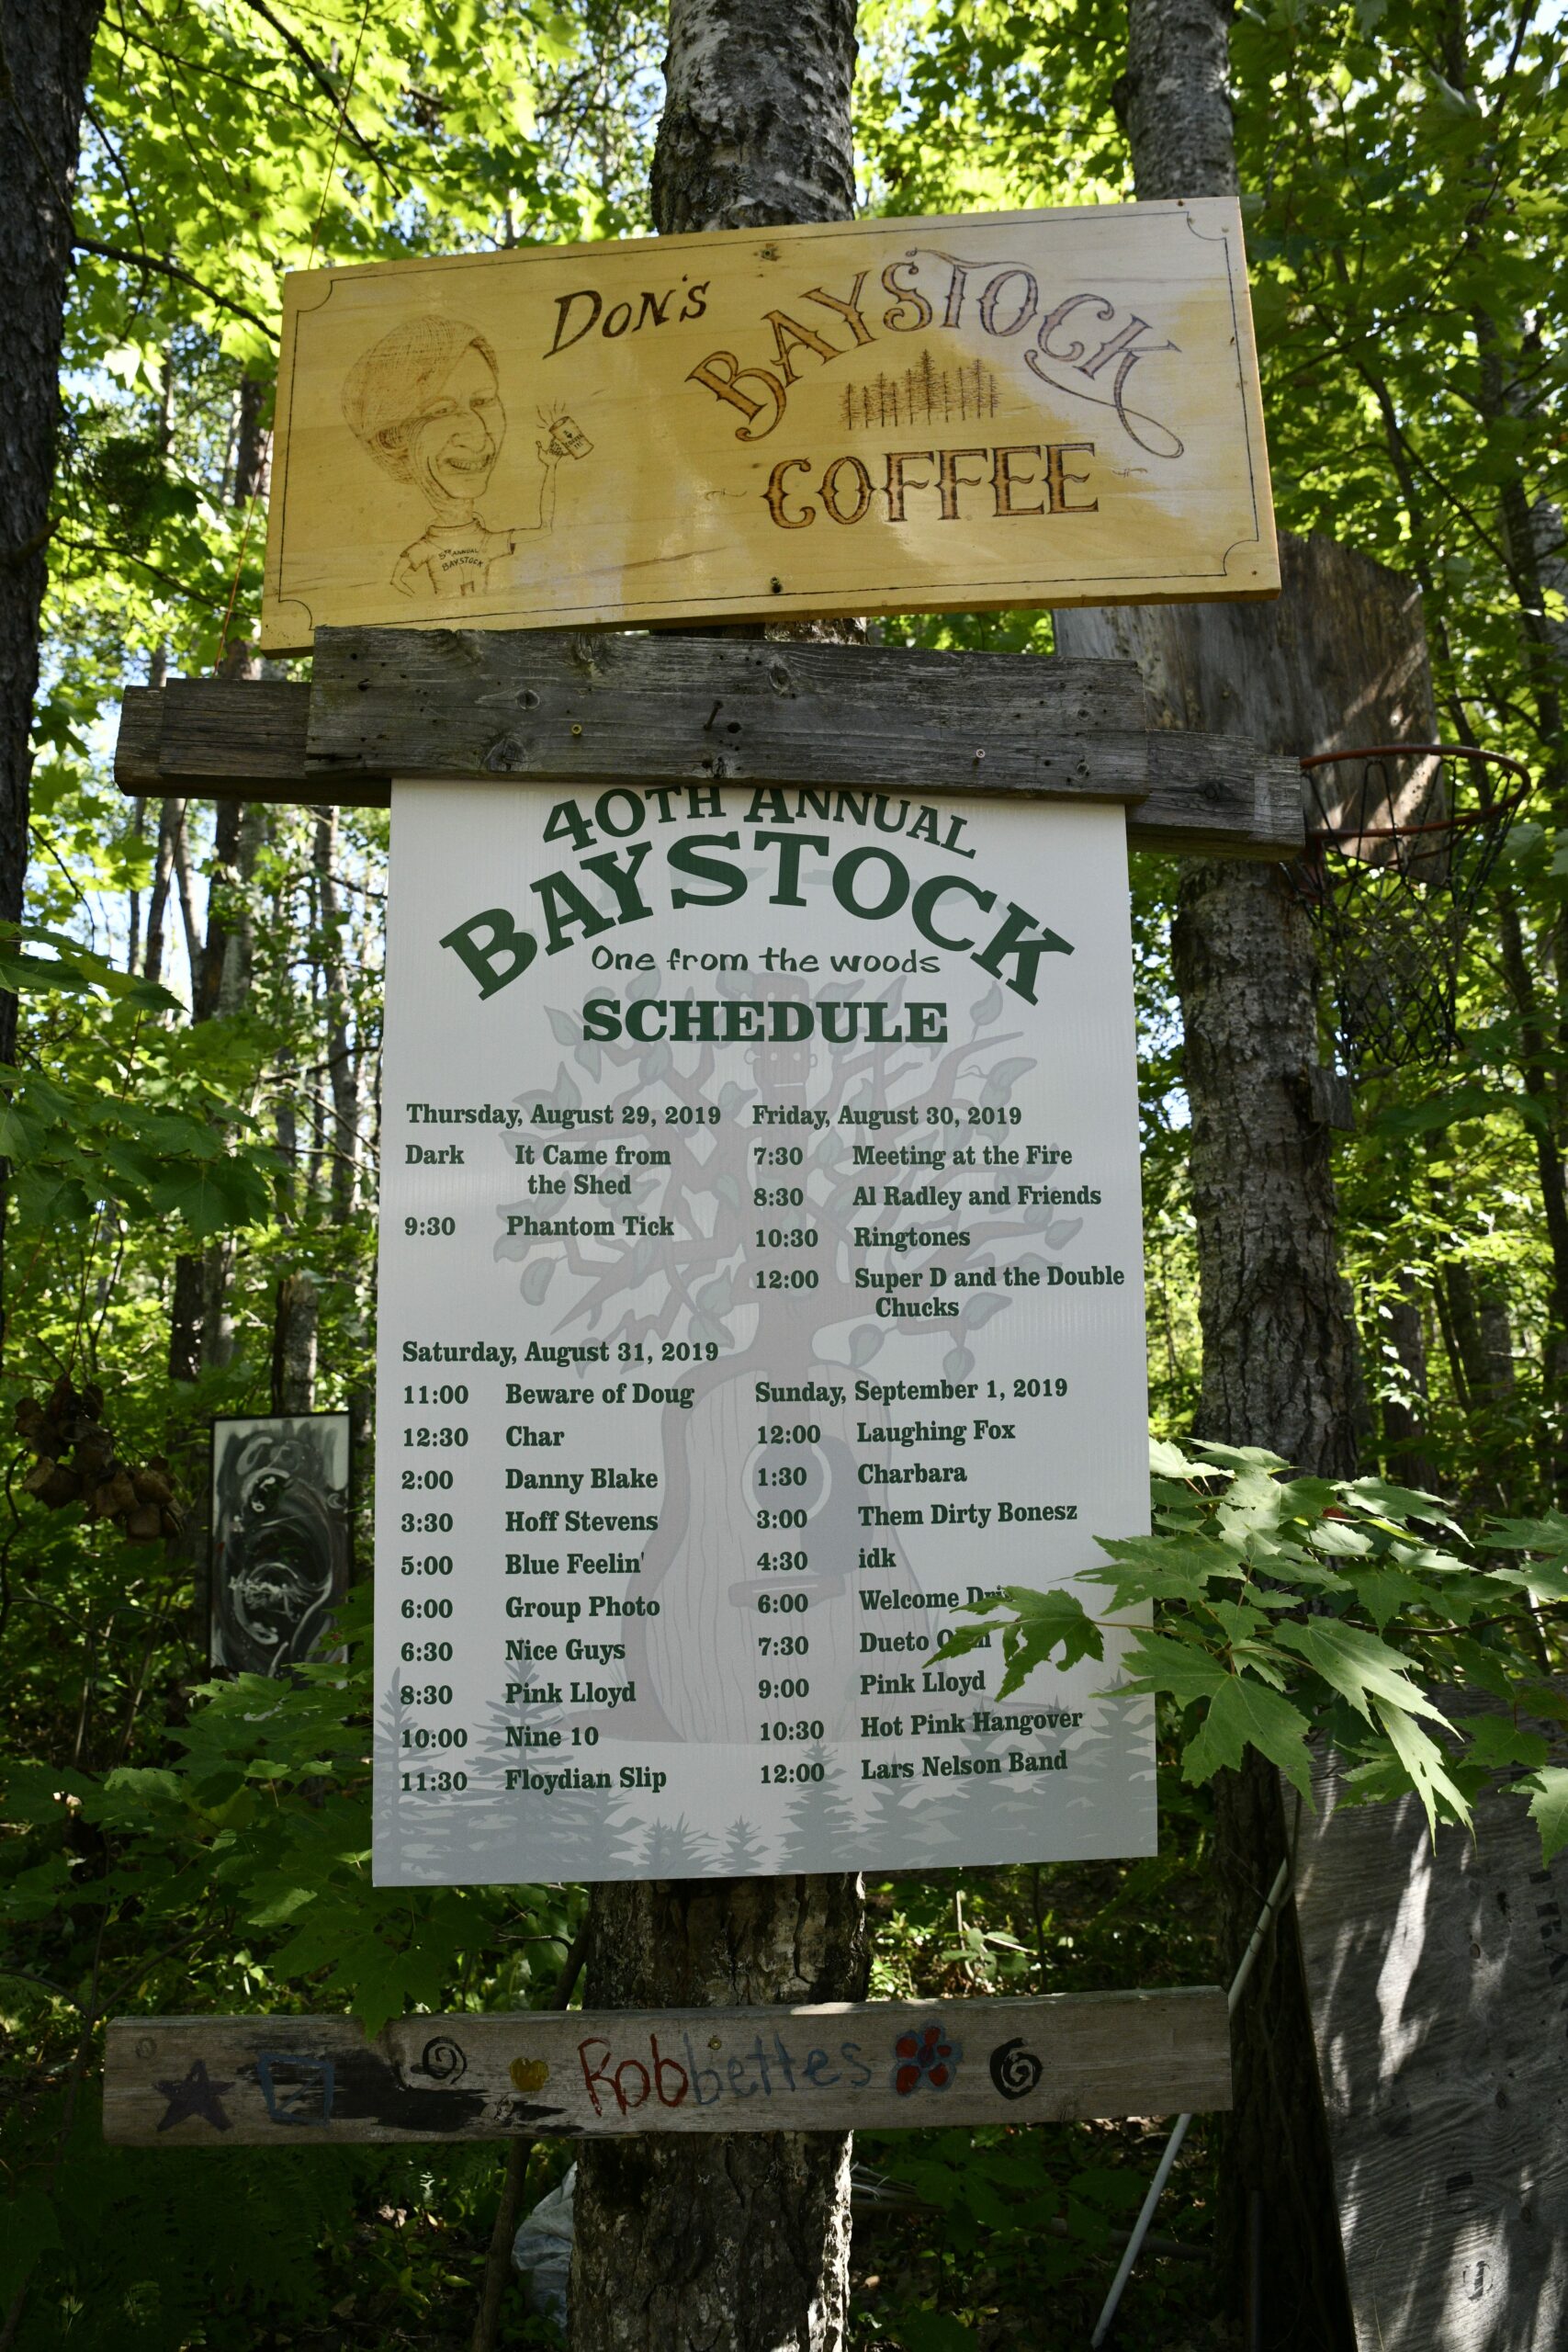 DON'S
BAYSTOCK
COFFEE
5TH ANNUAL
BAYSTOCK
40TH ANNUAL
BAYSTOCK
One from the woods
SCHEDULE
Thursday, August 29, 2019
Dark It Came from
the Shed
9:30 Phantom Tick
Friday, August 30, 2019
7:30 Meeting at the Fire
8:30 Al Radley and Friends
10:30 Ringtones
12:00 Super D and the Double
Chucks
Saturday, August 31, 2019
11:00 Beware of Doug
12:30 Char
2:00 Danny Blake
3:30 Hoff Stevens
5:00 Blue Feelin'
6:00 Group Photo
6:30 Nice Guys
8:30 Pink Lloyd
10:00 Nine 10
11:30 Floydian Slip
Sunday, September 1, 2019
12:00 Laughing Fox
1:30 Charbara
3:00 Them Dirty Bonesz
4:30 idk
6:00 Welcome
7:30 Dueto
9:00 Pink Lloyd
10:30 Hot Pink Hangover
12:00 Lars Nelson Band
Robbettes